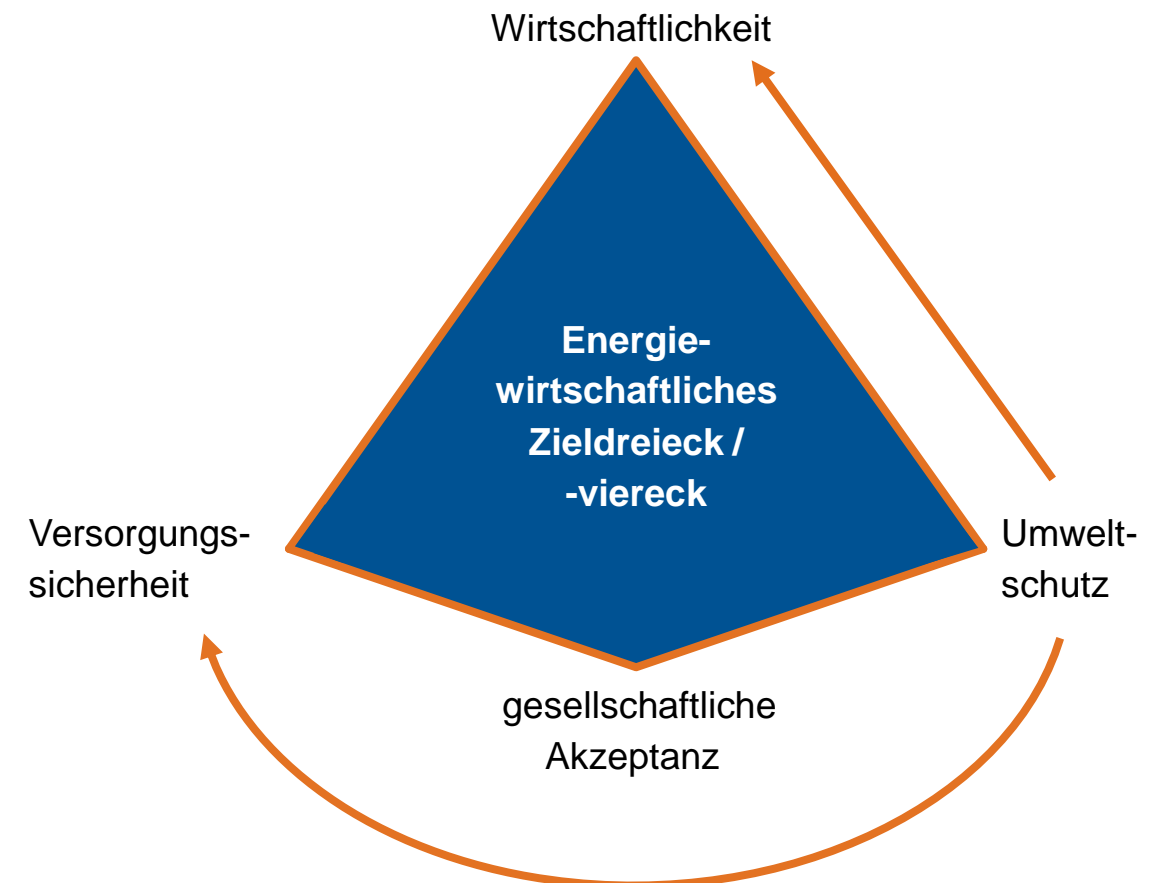 Wirtschaftlichkeit
Energie-
wirtschaftliches
Zieldreieck /
-viereck
Versorgungs-
sicherheit
Umwelt-
schutz
gesellschaftliche
Akzeptanz